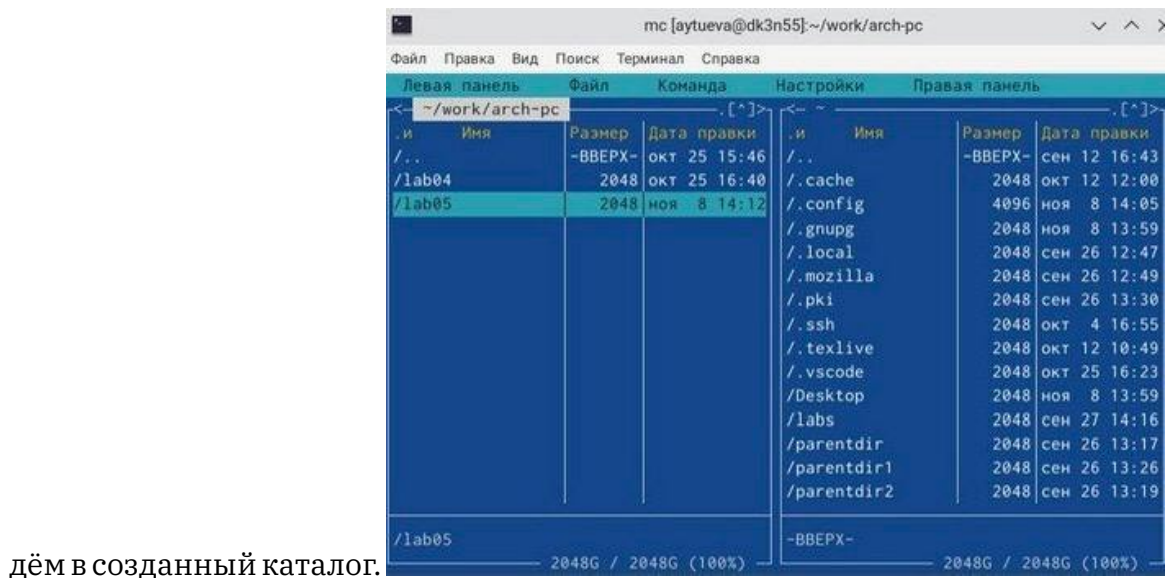 mc [aytueva@dk3n55]:~/work/arch-pc
Файл Правка Вид Поиск Терминал Справка
Левая панель Файл Команда Настройки Правая панель
<- ~/work/arch-pc .[^]> <- ~ .[^]>
.и Имя Размер Дата правки .и Имя Размер Дата правки
/.. -ВВЕРХ- окт 25 15:46 /.. -ВВЕРХ- сен 12 16:43
/lab04 2048 окт 25 16:40 /.cache 2048 окт 12 12:00
/lab05 2048 ноя 8 14:12 /.config 4096 ноя 8 14:05
/.gnupg 2048 ноя 8 13:59
/.local 2048 сен 26 12:47
/.mozilla 2048 сен 26 12:49
/.pki 2048 сен 26 13:30
/.ssh 2048 окт 4 16:55
/.texlive 2048 окт 12 10:49
/.vscode 2048 окт 25 16:23
/Desktop 2048 ноя 8 13:59
/labs 2048 сен 27 14:16
/parentdir 2048 сен 26 13:17
/parentdir1 2048 сен 26 13:26
/parentdir2 2048 сен 26 13:19
/lab05 -ВВЕРХ-
2048G / 2048G (100%) 2048G / 2048G (100%)
дём в созданный каталог.